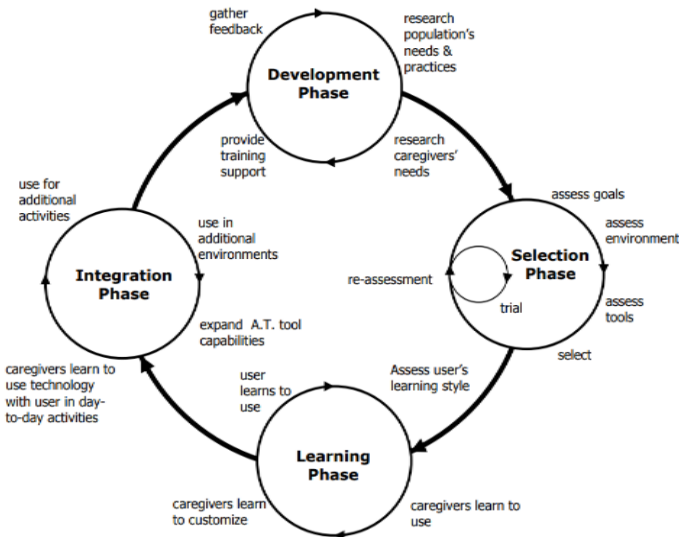 gather
feedback
research
population's
needs &
practices
Development
Phase
provide
training
support
research
caregivers'
needs
use for
additional
activities
assess goals
use in
additional
environments
assess
environment
Integration
Phase
Selection
Phase
re-assessment
trial
assess
tools
expand A.T. tool
capabilities
select
caregivers learn to
use technology
with user in day-
to-day activities
user
learns to
use
Assess user's
learning style
Learning
Phase
caregivers learn
to customize
caregivers learn to
use